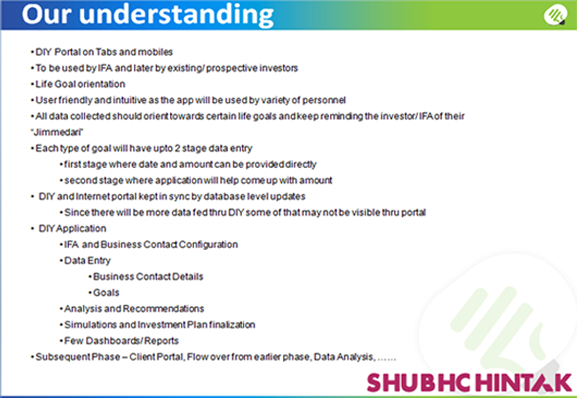 Our understanding
• DIY Portal on Tabs and mobiles
• To be used by IFA and later by existing/ prospective investors
• Life Goal orientation
• User friendly and intuitive as the app will be used by variety of personnel
• All data collected should orient towards certain life goals and keep reminding the investor/ IFA of their
“Jimmedari”
• Each type of goal will have upto 2 stage data entry
• first stage where date and amount can be provided directly
• second stage where application will help come up with amount
• DIY and Internet portal kept in sync by database level updates
• Since there will be more data fed thru DIY some of that may not be visible thru portal
• DIY Application
• IFA and Business Contact Configuration
• Data Entry
• Business Contact Details
• Goals
• Analysis and Recommendations
• Simulations and Investment Plan finalization
• Few Dashboards/ Reports
• Subsequent Phase – Client Portal, Flow over from earlier phase, Data Analysis, ……
SHUBHCHINTAK